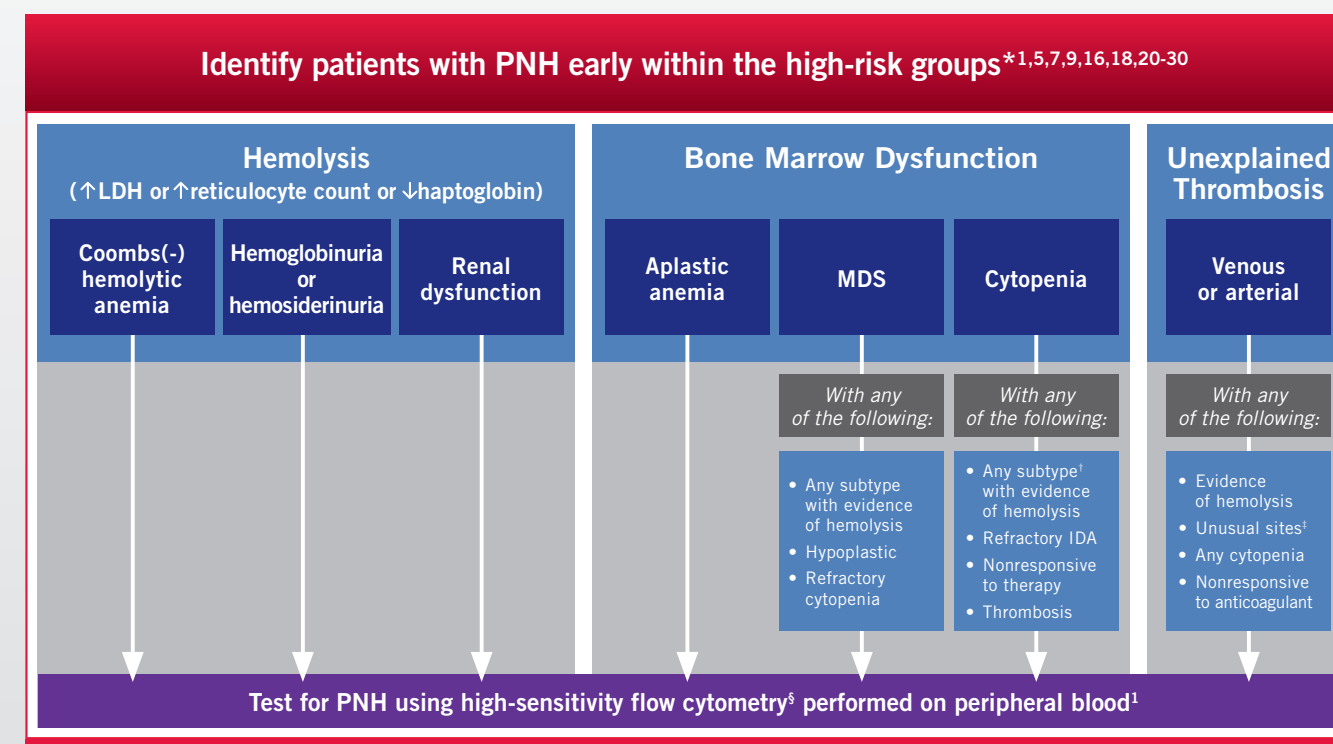 Identify patients with PNH early within the high-risk groups*1,5,7,9,16,18,20-30
Hemolysis
(↑LDH or ↑reticulocyte count or ↓haptoglobin)
Coombs(-)
hemolytic
anemia
Hemoglobinuria
or
hemosiderinuria
Renal
dysfunction
Bone Marrow Dysfunction
Aplastic
anemia
MDS
Cytopenia
Unexplained
Thrombosis
Venous
or arterial
With any
of the following:
• Any subtype
with evidence
of hemolysis
• Hypoplastic
• Refractory
cytopenia
With any
of the following:
• Any subtype†
with evidence
of hemolysis
• Refractory IDA
• Nonresponsive
to therapy
• Thrombosis
With any
of the following:
• Evidence
of hemolysis
• Unusual sites‡
• Any cytopenia
• Nonresponsive
to anticoagulant
Test for PNH using high-sensitivity flow cytometry§ performed on peripheral blood1